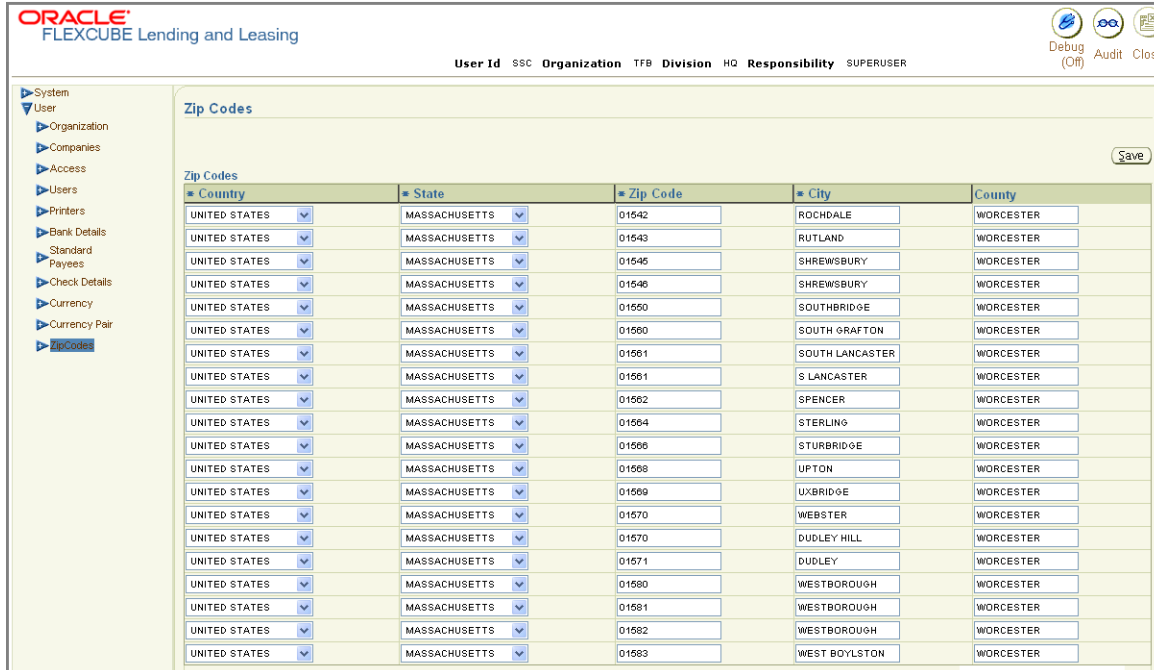 ORACLE®
FLEXCUBE Lending and Leasing
Debug (Off) Audit Clos
User Id SSC Organization TFB Division HQ Responsibility SUPERUSER
System
User
Organization
Companies
Access
Users
Printers
Bank Details
Standard
Payees
Check Details
Currency
Currency Pair
ZipCodes
Zip Codes
Save
Zip Codes
* Country * State * Zip Code * City County
UNITED STATES MASSACHUSETTS 01542 ROCHDALE WORCESTER
UNITED STATES MASSACHUSETTS 01543 RUTLAND WORCESTER
UNITED STATES MASSACHUSETTS 01545 SHREWSBURY WORCESTER
UNITED STATES MASSACHUSETTS 01546 SHREWSBURY WORCESTER
UNITED STATES MASSACHUSETTS 01550 SOUTHBRIDGE WORCESTER
UNITED STATES MASSACHUSETTS 01560 SOUTH GRAFTON WORCESTER
UNITED STATES MASSACHUSETTS 01561 SOUTH LANCASTER WORCESTER
UNITED STATES MASSACHUSETTS 01561 S LANCASTER WORCESTER
UNITED STATES MASSACHUSETTS 01562 SPENCER WORCESTER
UNITED STATES MASSACHUSETTS 01564 STERLING WORCESTER
UNITED STATES MASSACHUSETTS 01566 STURBRIDGE WORCESTER
UNITED STATES MASSACHUSETTS 01568 UPTON WORCESTER
UNITED STATES MASSACHUSETTS 01569 UXBRIDGE WORCESTER
UNITED STATES MASSACHUSETTS 01570 WEBSTER WORCESTER
UNITED STATES MASSACHUSETTS 01570 DUDLEY HILL WORCESTER
UNITED STATES MASSACHUSETTS 01571 DUDLEY WORCESTER
UNITED STATES MASSACHUSETTS 01580 WESTBOROUGH WORCESTER
UNITED STATES MASSACHUSETTS 01581 WESTBOROUGH WORCESTER
UNITED STATES MASSACHUSETTS 01582 WESTBOROUGH WORCESTER
UNITED STATES MASSACHUSETTS 01583 WEST BOYLSTON WORCESTER